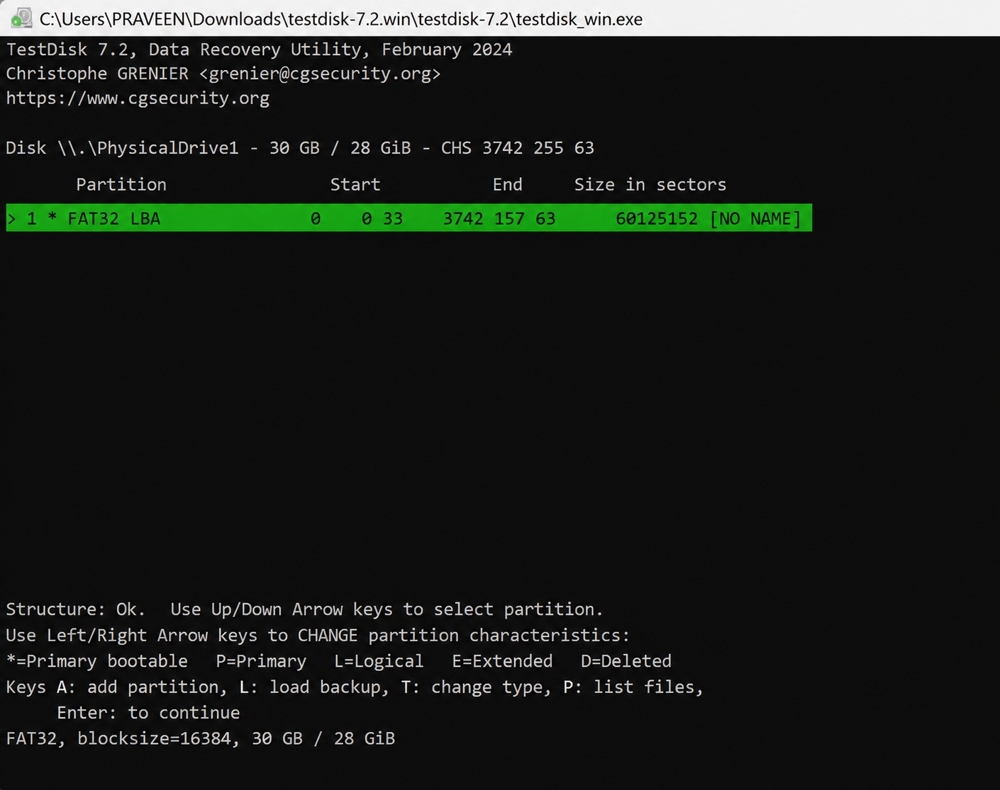 C:\Users\PRAVEEN\Downloads\testdisk-7.2.win\testdisk-7.2\testdisk_win.exe
TestDisk 7.2, Data Recovery Utility, February 2024
Christophe GRENIER <grenier@cgsecurity.org>
https://www.cgsecurity.org
Disk \\.\PhysicalDrive1 - 30 GB / 28 GiB - CHS 3742 255 63
Partition Start End Size in sectors
> 1 * FAT32 LBA 0 0 33 3742 157 63 60125152 [NO NAME]
Structure: Ok. Use Up/Down Arrow keys to select partition.
Use Left/Right Arrow keys to CHANGE partition characteristics:
*=Primary bootable P=Primary L=Logical E=Extended D=Deleted
Keys A: add partition, L: load backup, T: change type, P: list files,
Enter: to continue
FAT32, blocksize=16384, 30 GB / 28 GiB